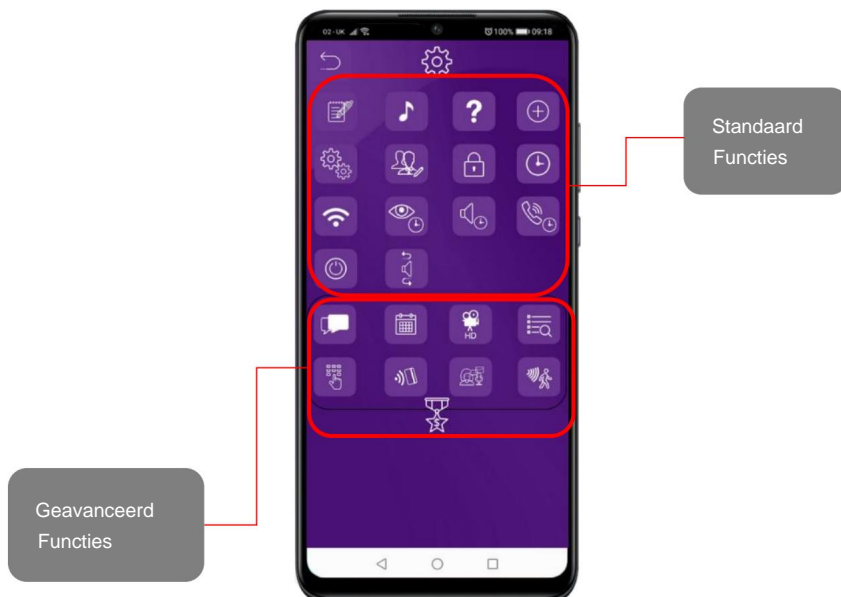 O2-UK 100% 09:18
Standaard
Functies
HD
Geavanceerd
Functies